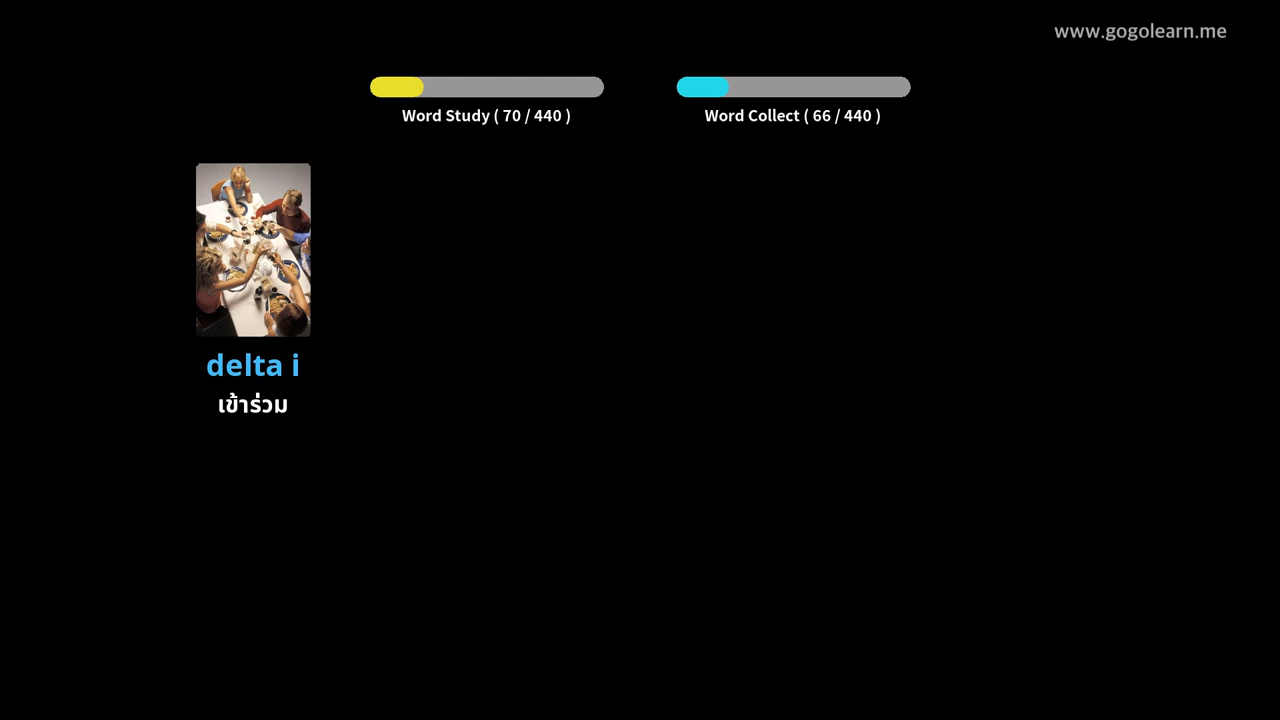 www.gogolearn.me
Word Study ( 70 / 440 )
Word Collect ( 66 / 440 )
delta i
เข้าร่วม